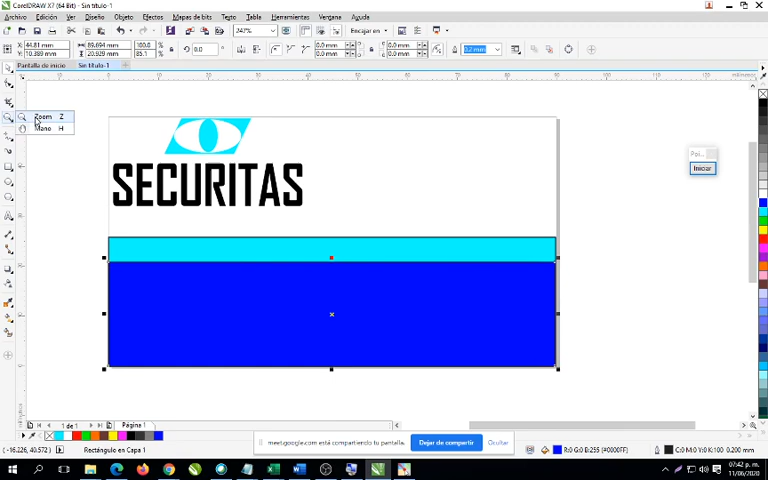 CorelDRAW X7 - Sin título-1
Archivo Edición Ver Diseño Objeto Efectos Mapas de bits Texto Tabla Herramientas Ventana Ayuda
247% Encajar en
X: 44.81 mm 89.694 mm 100.0 % 0.0 0.0 mm 0.0 mm 0.2 mm
Y: 10.389 mm 20.929 mm 85.1 % 0.0 mm 0.0 mm
Pantalla de inicio Sin título-1
milímetros
Zoom Z
Mano H
Poi...
Iniciar
SECURITAS
1 de 1 Página 1
meet.google.com está compartiendo tu pantalla. Dejar de compartir Ocultar
( -16.226, 40.572 ) Rectángulo en Capa 1 R:0 G:0 B:255 (#0000FF) C:0 M:0 Y:0 K:100 0.200 mm
07:42 p. m.
11/06/2020